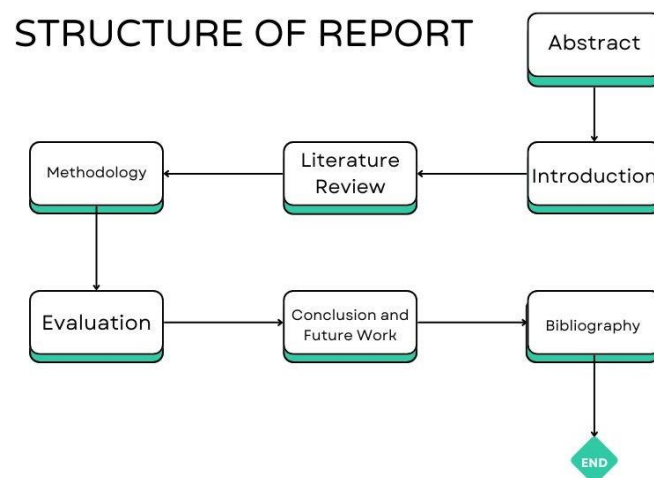 STRUCTURE OF REPORT
Abstract
Introduction
Literature
Review
Methodology
Evaluation
Conclusion and
Future Work
Bibliography
END